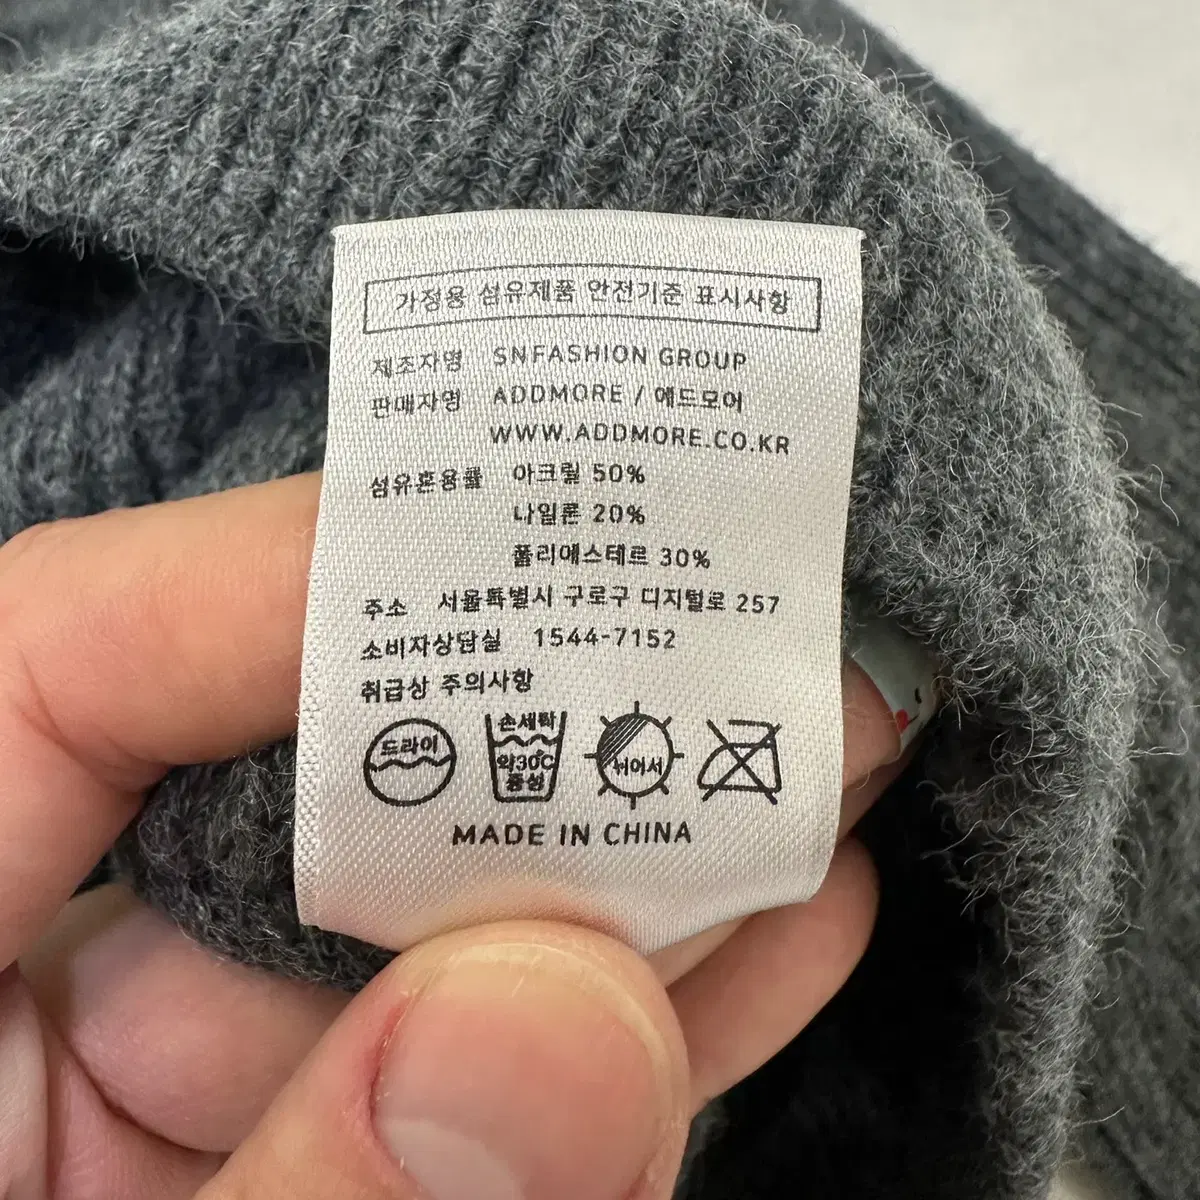 가정용 섬유제품 안전기준 표시사항
제조자명 SNFASHION GROUP
판매자명 ADDMORE / 에드모어
WWW.ADDMORE.CO.KR
섬유혼용률 아크릴 50%
나일론 20%
폴리에스테르 30%
주소 서울특별시 구로구 디지털로 257
소비자상담실 1544-7152
취급상 주의사항
드라이
손세탁
약30℃
중성
뉘어서
MADE IN CHINA